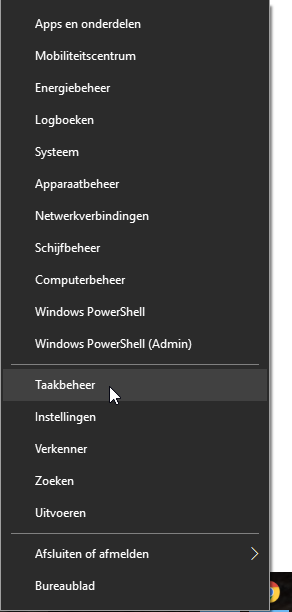 Apps en onderdelen
Mobiliteitscentrum
Energiebeheer
Logboeken
Systeem
Apparaatbeheer
Netwerkverbindingen
Schijfbeheer
Computerbeheer
Windows PowerShell
Windows PowerShell (Admin)
Taakbeheer
Instellingen
Verkenner
Zoeken
Uitvoeren
Afsluiten of afmelden
Bureaublad